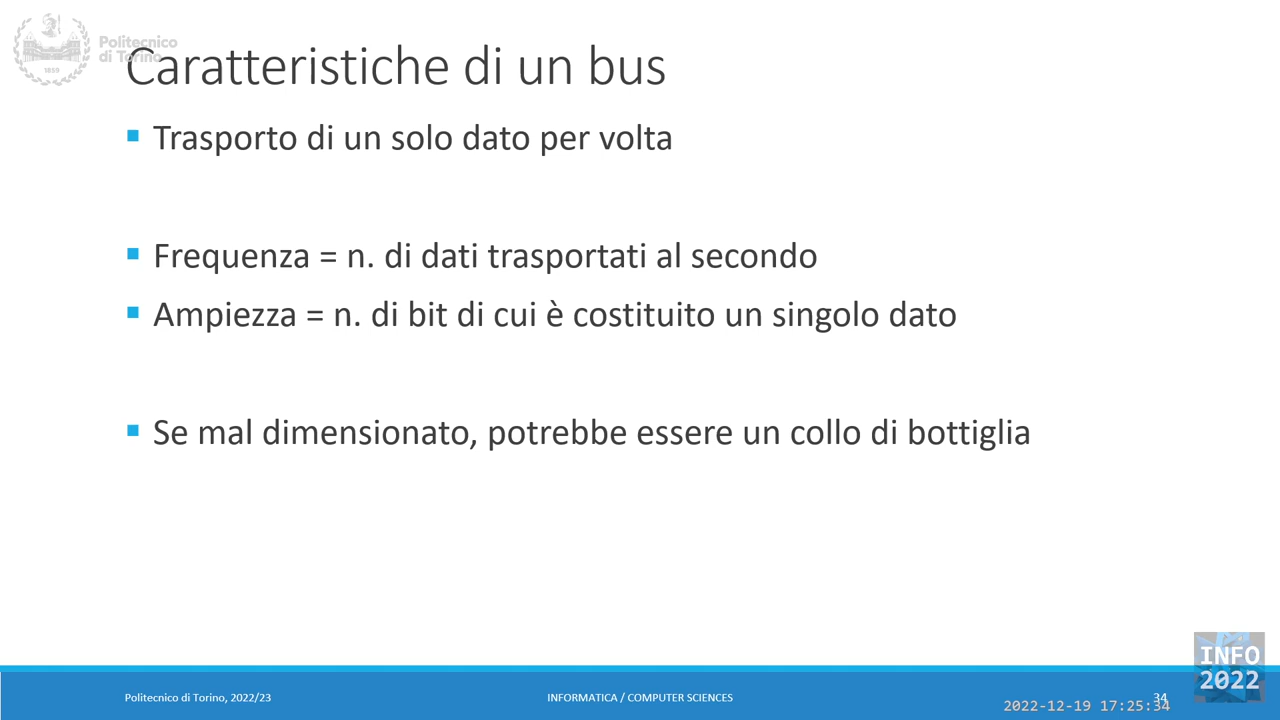 Politecnico
di Torino
1859
Caratteristiche di un bus
Trasporto di un solo dato per volta
Frequenza = n. di dati trasportati al secondo
Ampiezza = n. di bit di cui è costituito un singolo dato
Se mal dimensionato, potrebbe essere un collo di bottiglia
INFO
2022
Politecnico di Torino, 2022/23
INFORMATICA / COMPUTER SCIENCES
34
2022-12-19 17:25:34